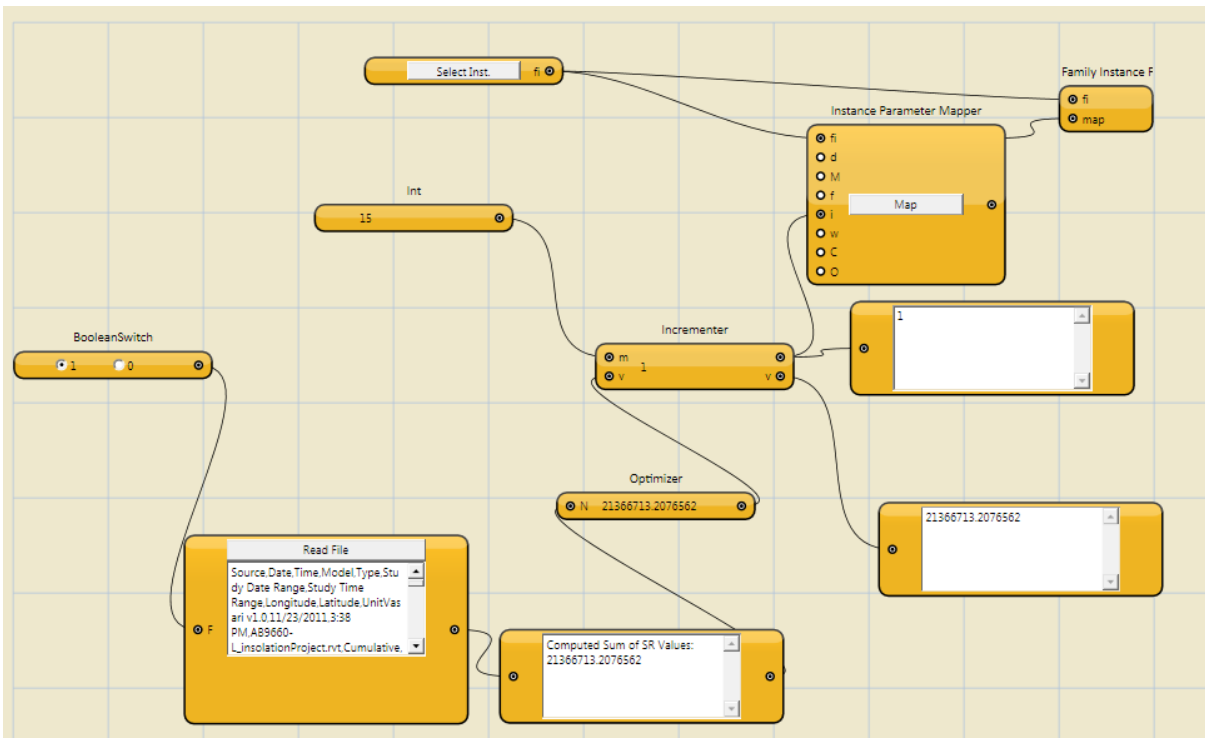 Select Inst.
fi
Family Instance F
fi
map
Instance Parameter Mapper
fi
d
M
f
i
w
C
O
Map
Int
15
BooleanSwitch
1
0
Incrementer
m
v
1
v
1
Optimizer
N 21366713.2076562
21366713.2076562
Read File
Source,Date,Time,Model,Type,Stu
dy Date Range,Study Time
Range,Longitude,Latitude,UnitVas
ari v1.0,11/23/2011,3:38
PM,AB9660-
L_insolationProject.rvt,Cumulative,
F
Computed Sum of SR Values:
21366713.2076562